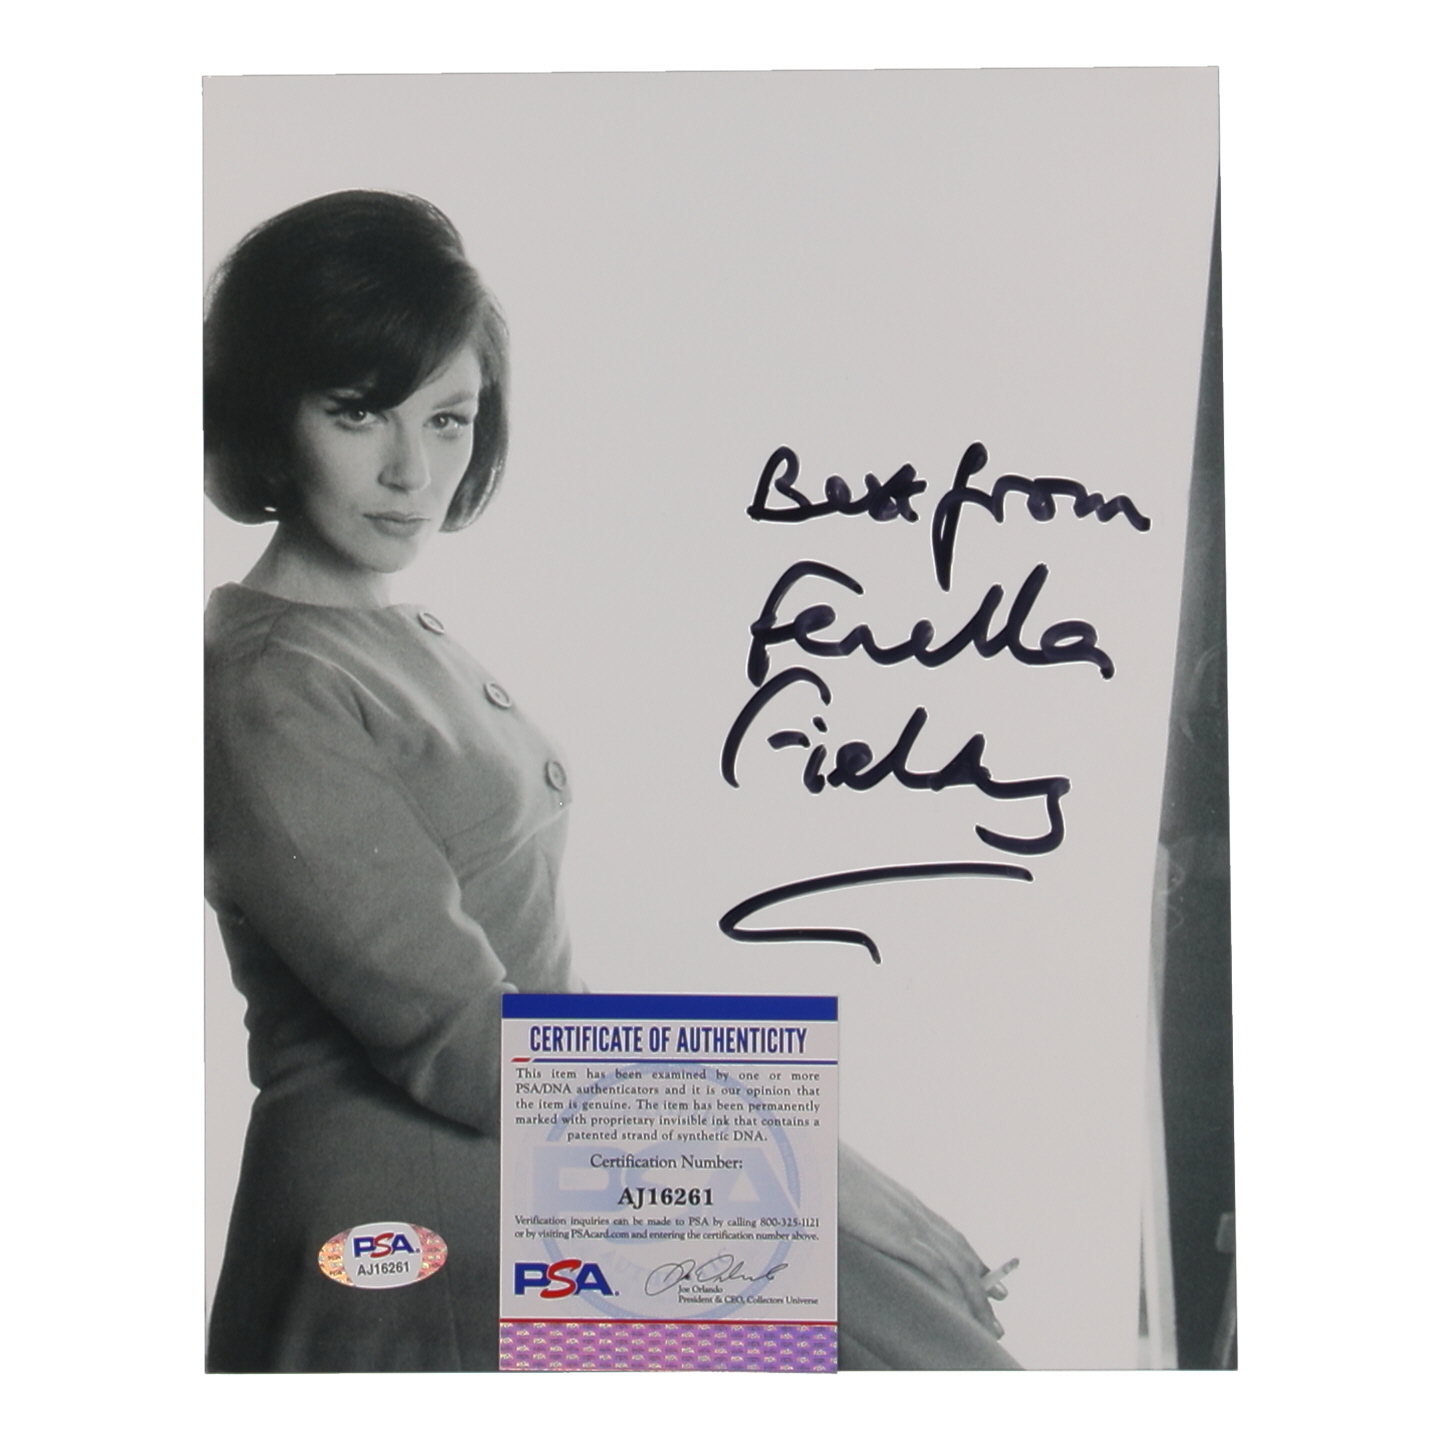 Best from
Fenella
Fielding
CERTIFICATE OF AUTHENTICITY
This item has been examined by one or more
PSA/DNA authenticators and it is our opinion that
the item is genuine. The item has been permanently
marked with proprietary invisible ink that contains a
patented strand of synthetic DNA.
Certification Number:
AJ16261
Verification inquiries can be made to PSA by calling 800-325-1121
or by visiting PSAcard.com and entering the certification number above.
PSA.
Joe Orlando
President & CEO, Collectors Universe
PSA.
AJ16261